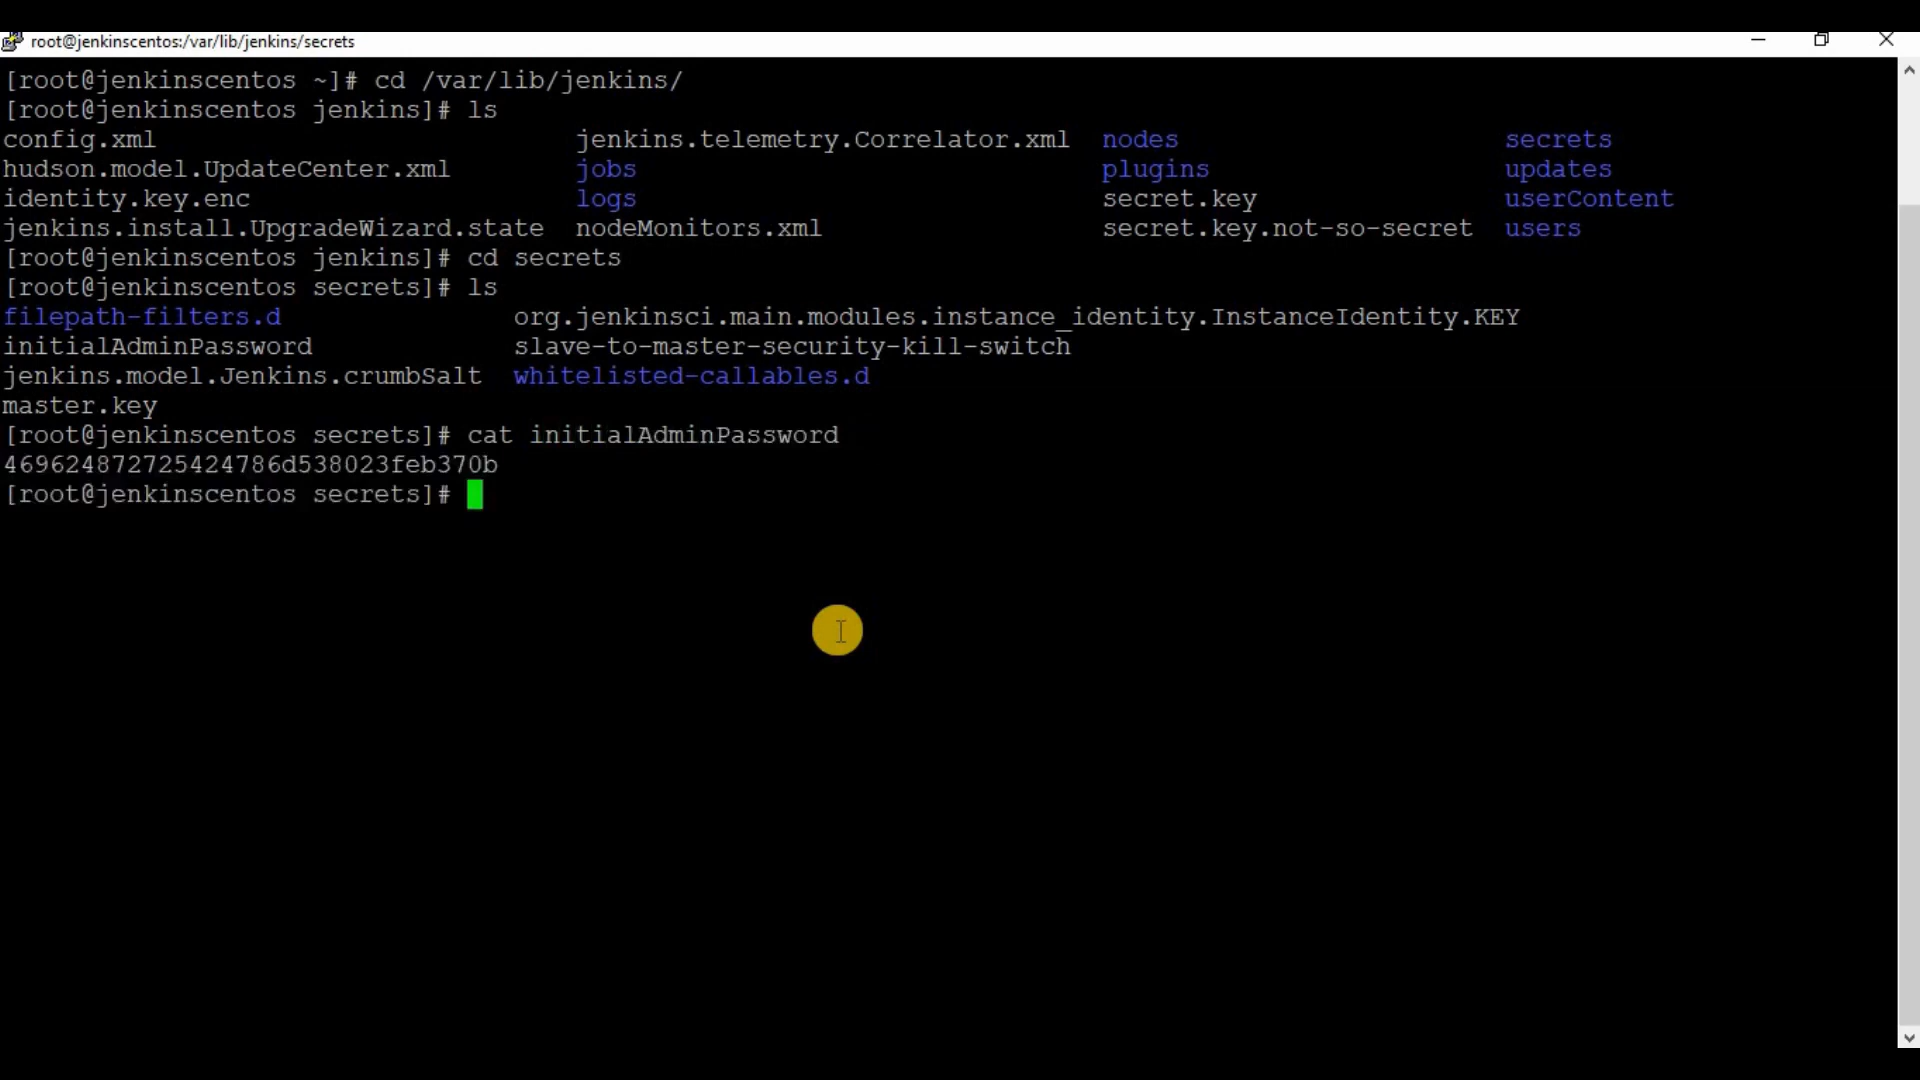 root@jenkinscentos:/var/lib/jenkins/secrets
[root@jenkinscentos ~]# cd /var/lib/jenkins/
[root@jenkinscentos jenkins]# ls
config.xml jenkins.telemetry.Correlator.xml nodes secrets
hudson.model.UpdateCenter.xml jobs plugins updates
identity.key.enc logs secret.key userContent
jenkins.install.UpgradeWizard.state nodeMonitors.xml secret.key.not-so-secret users
[root@jenkinscentos jenkins]# cd secrets
[root@jenkinscentos secrets]# ls
filepath-filters.d org.jenkinsci.main.modules.instance_identity.InstanceIdentity.KEY
initialAdminPassword slave-to-master-security-kill-switch
jenkins.model.Jenkins.crumbSalt whitelisted-callables.d
master.key
[root@jenkinscentos secrets]# cat initialAdminPassword
469624872725424786d538023feb370b
[root@jenkinscentos secrets]#